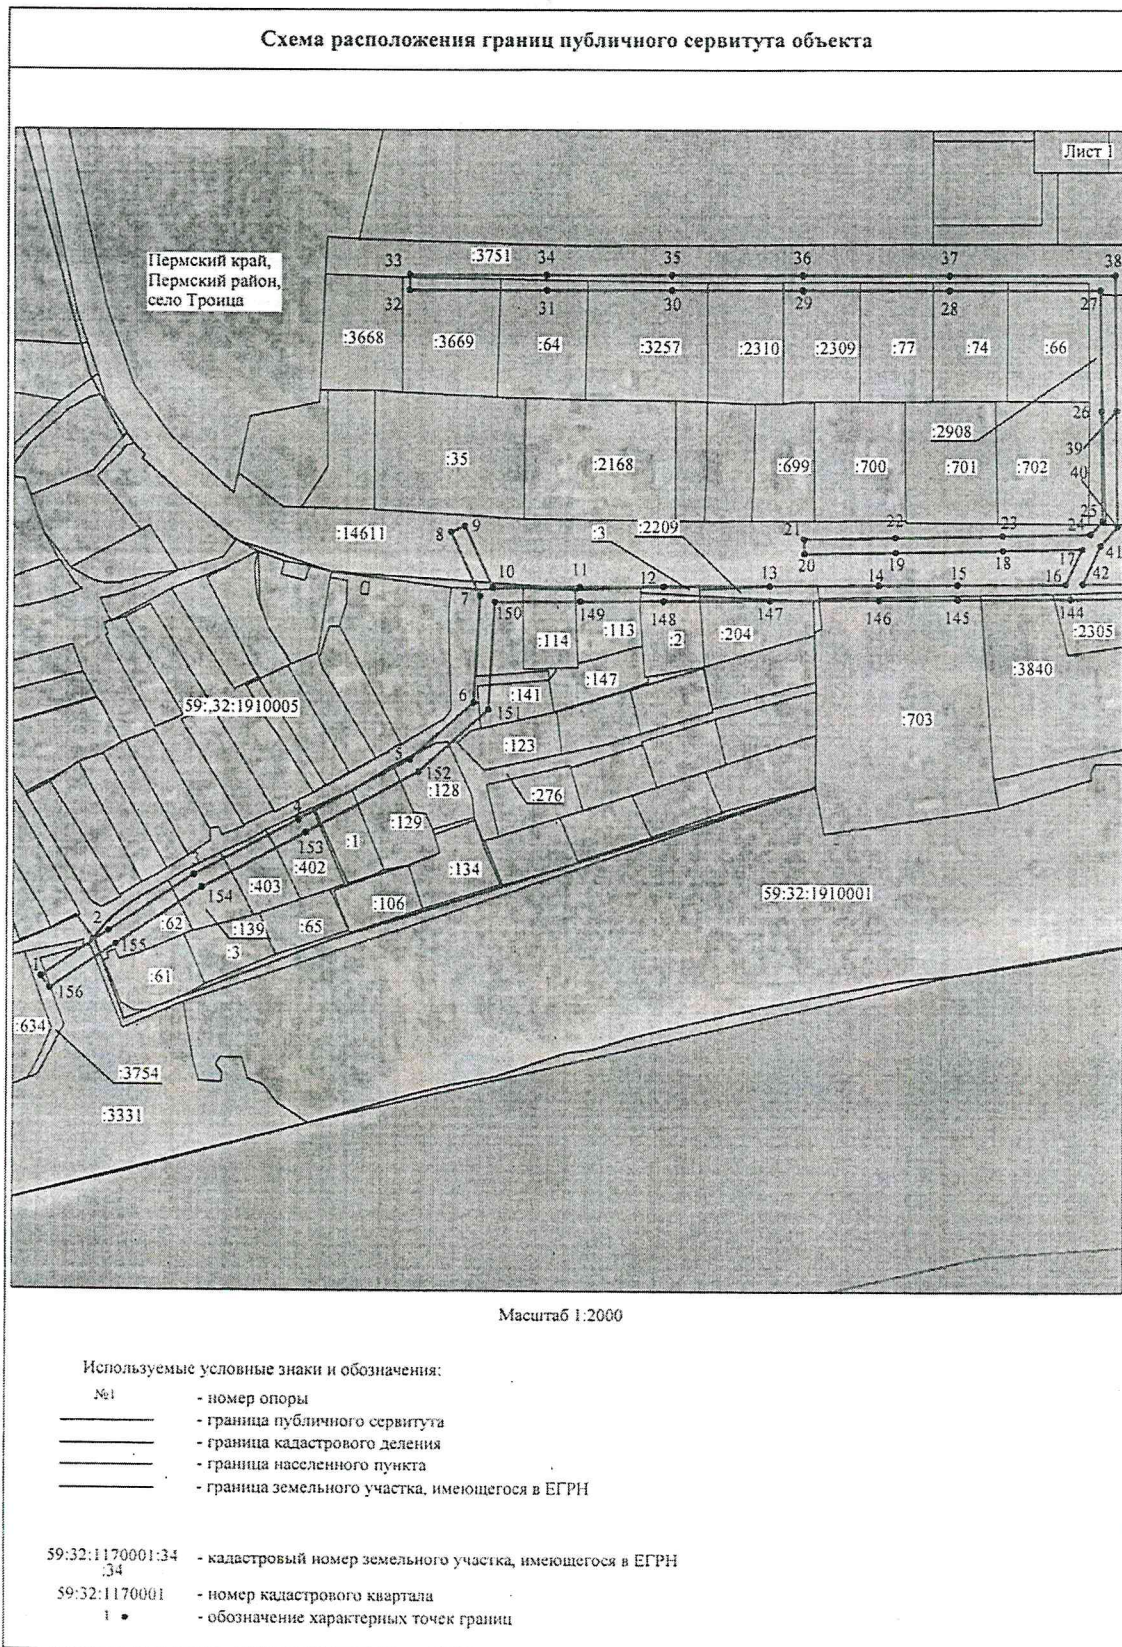 Схема расположения границ публичного сервитута объекта
Лист 1
Пермский край,
Пермский район,
село Троица
33 :3751 34 35 36 37 38
32 31 30 29 28 27
:3668 :3669 :64 :3257 :2310 :2309 :77 :74 :66
:2908 26
:35 :2168 :699 :700 :701 :702 39
40
:14611 8 9 :3 :2209 21 22 23 24 25
20 19 18 17 41
7 10 11 12 13 14 15 16 42
150 149 148 147 146 145 144
:114 :113 :2 :204 :2305
:3840
6 :141 :147
59:,32:1910005 151 :703
:123
5 152
:128 :276
4 :129
153 :1
:402 :134
:403
154 :106 59:32:1910001
2 :62 :139 :65
155 :3
1 :61
156
:634
:3754
:3331
Масштаб 1:2000
Используемые условные знаки и обозначения:
№1 - номер опоры
- граница публичного сервитута
- граница кадастрового деления
- граница населенного пункта
- граница земельного участка, имеющегося в ЕГРН
59:32:1170001:34 - кадастровый номер земельного участка, имеющегося в ЕГРН
:34
59:32:1170001 - номер кадастрового квартала
1 • - обозначение характерных точек границ